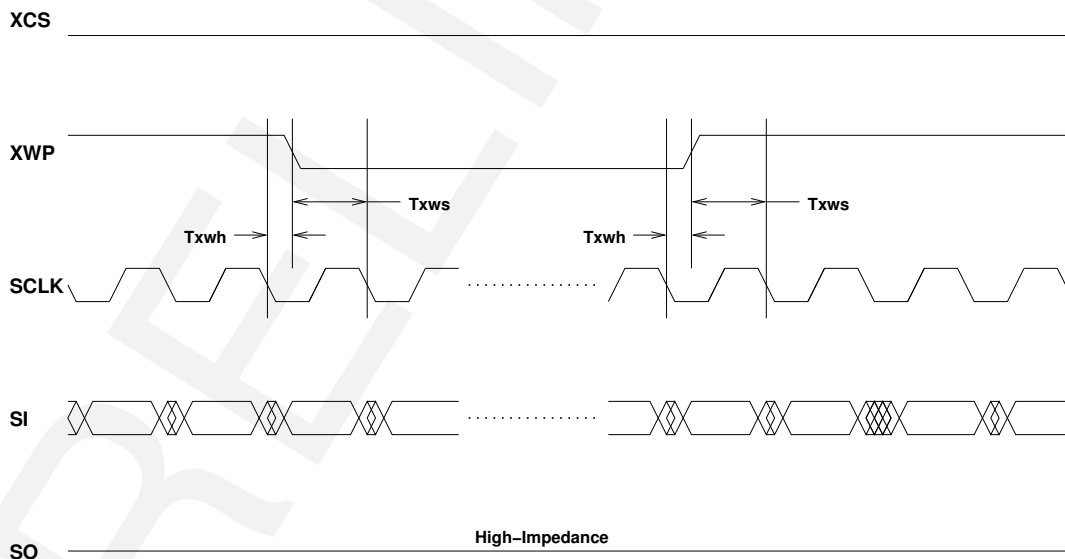 XCS
XWP
Txws
Txws
Txwh
Txwh
SCLK
SI
High–Impedance
SO